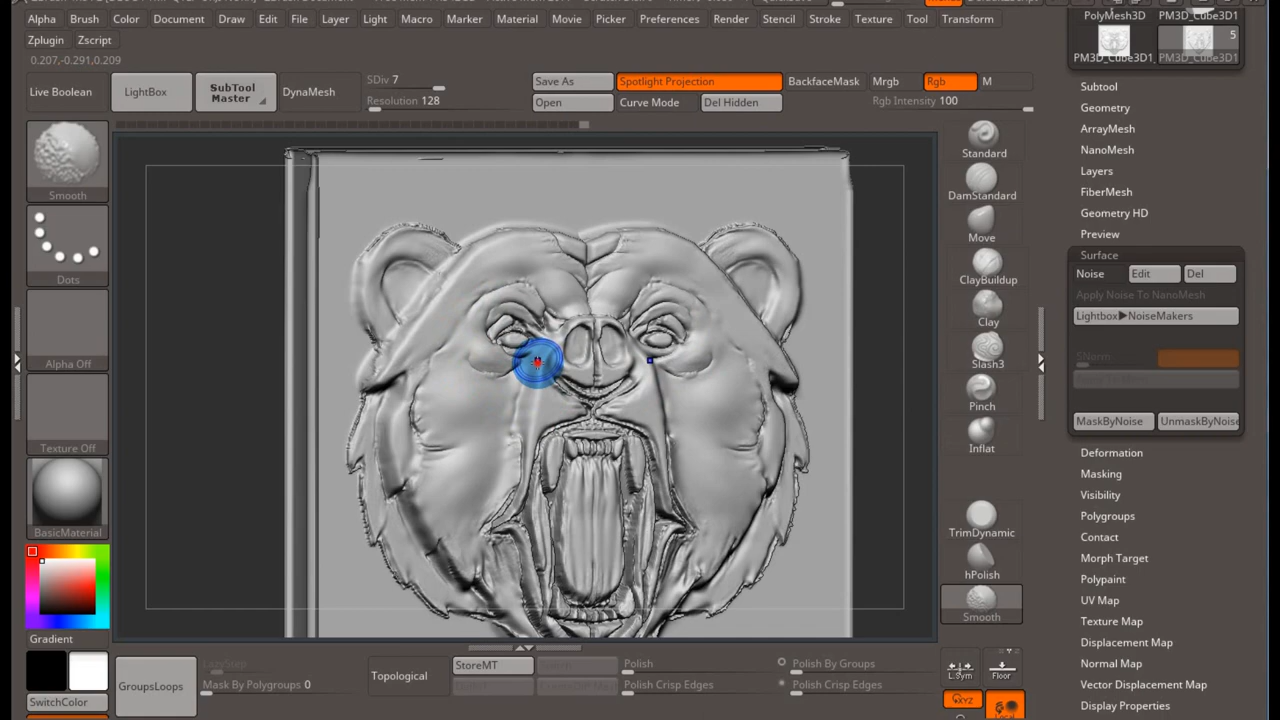 PolyMesh3D PM3D_Cube3D1
Alpha Brush Color Document Draw Edit File Layer Light Macro Marker Material Movie Picker Preferences Render Stencil Stroke Texture Tool Transform
Zplugin Zscript
5
PM3D_Cube3D1 PM3D_Cube3D1
0.207,-0.291,0.209
Live Boolean
LightBox
SubTool
Master
DynaMesh
SDiv 7
Resolution 128
Save As
Open
Spotlight Projection
Curve Mode
Del Hidden
BackfaceMask
Mrgb
Rgb
M
Rgb Intensity 100
Smooth
Dots
Alpha Off
Texture Off
BasicMaterial
Gradient
SwitchColor
Standard
DamStandard
Move
ClayBuildup
Clay
Slash3
Pinch
Inflat
TrimDynamic
hPolish
Smooth
Subtool
Geometry
ArrayMesh
NanoMesh
Layers
FiberMesh
Geometry HD
Preview
Surface
Noise Edit Del
Apply Noise To NanoMesh
Lightbox▶NoiseMakers
SNorm
MaskByNoise UnmaskByNoise
Deformation
Masking
Visibility
Polygroups
Contact
Morph Target
Polypaint
UV Map
Texture Map
Displacement Map
Normal Map
Vector Displacement Map
Display Properties
GroupsLoops
LazyStep
Mask By Polygroups 0
Topological
StoreMT
Polish
Polish Crisp Edges
Polish By Groups
Polish Crisp Edges
L.Sym
Floor
XYZ